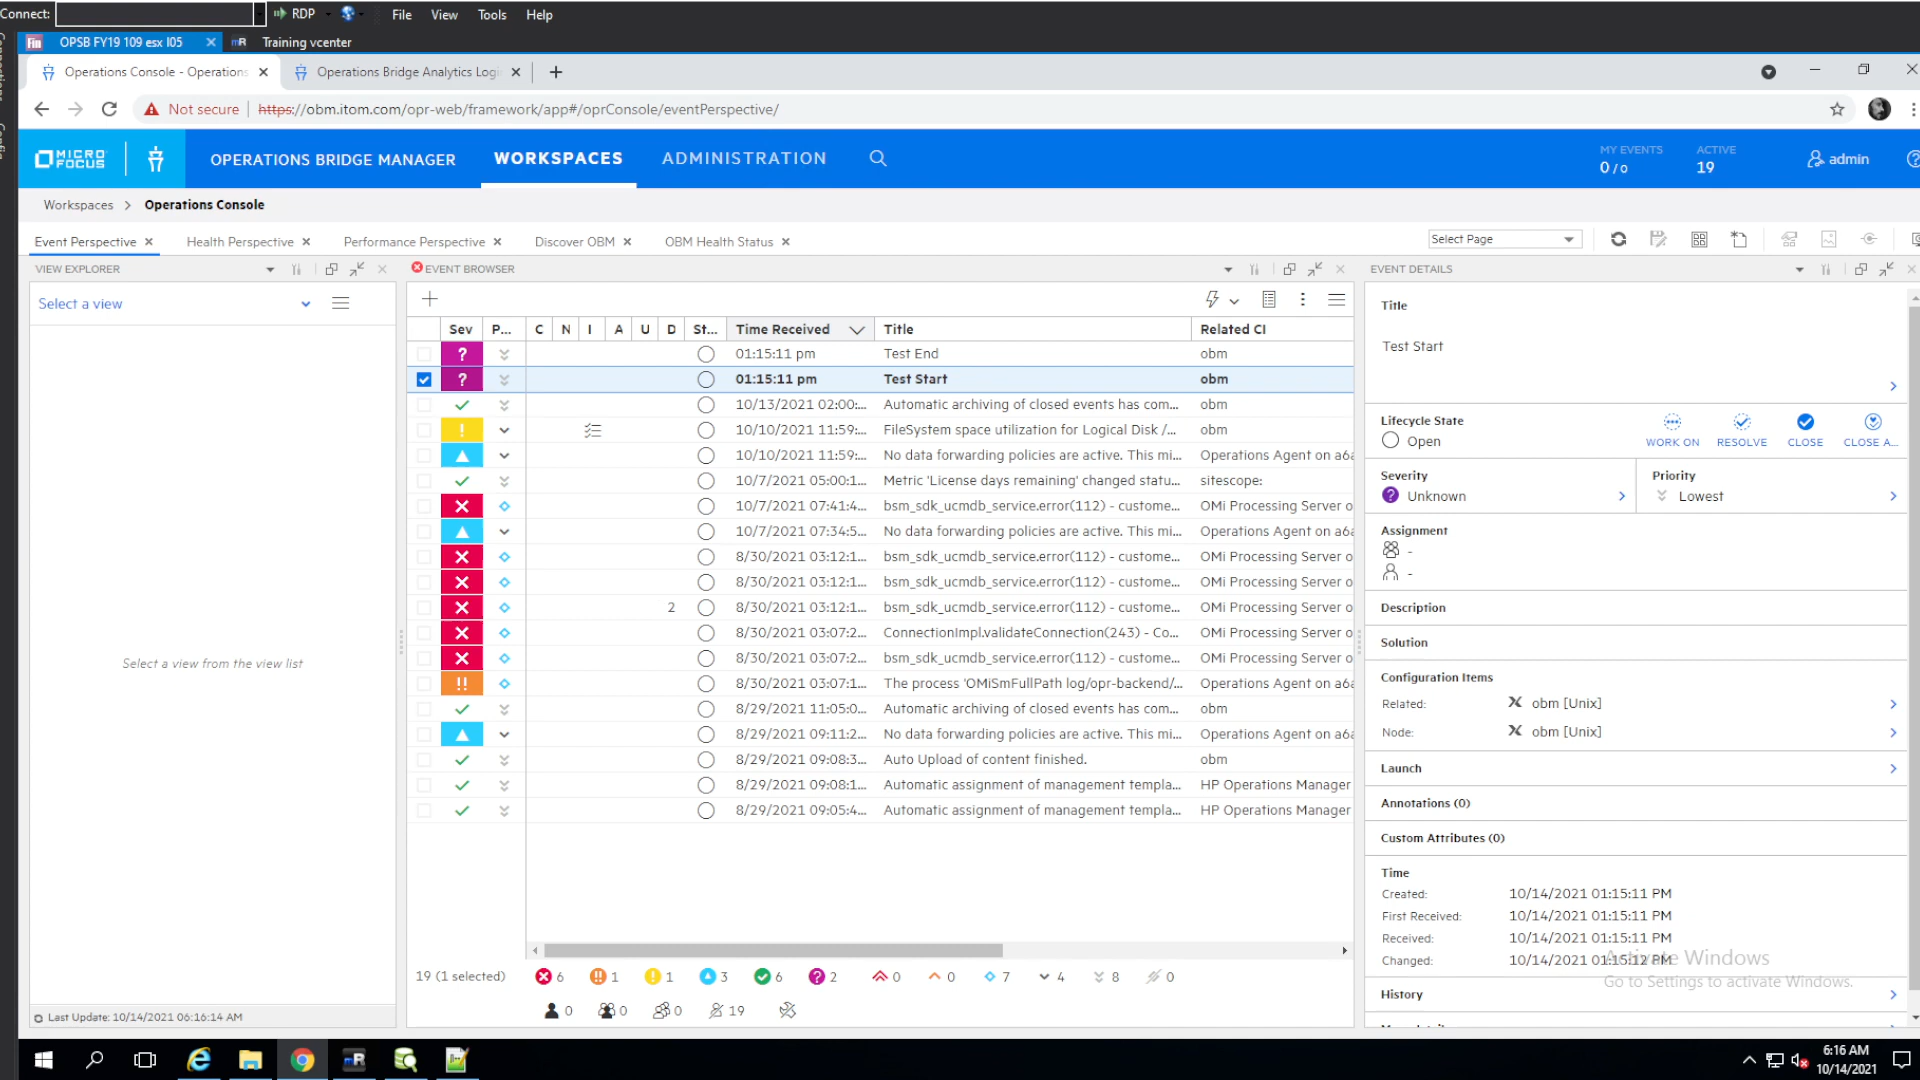 Connect: RDP File View Tools Help
OPSB FY19 109 esx I05 × mR Training vcenter
Operations Console - Operations × Operations Bridge Analytics Logi × +
Not secure | https://obm.itom.com/opr-web/framework/app#/oprConsole/eventPerspective/
MICRO FOCUS OPERATIONS BRIDGE MANAGER WORKSPACES ADMINISTRATION MY EVENTS 0/0 ACTIVE 19 admin
Workspaces > Operations Console
Event Perspective × Health Perspective × Performance Perspective × Discover OBM × OBM Health Status × Select Page
VIEW EXPLORER
Select a view
Select a view from the view list
Last Update: 10/14/2021 06:16:14 AM
EVENT BROWSER
Sev P... C N I A U D St... Time Received Title Related CI
? 01:15:11 pm Test End obm
? 01:15:11 pm Test Start obm
10/13/2021 02:00:... Automatic archiving of closed events has com... obm
! 10/10/2021 11:59:... FileSystem space utilization for Logical Disk /... obm
10/10/2021 11:59:... No data forwarding policies are active. This mi... Operations Agent on a6a
10/7/2021 05:00:1... Metric 'License days remaining' changed statu... sitescope:
10/7/2021 07:41:4... bsm_sdk_ucmdb_service.error(112) - custome... OMi Processing Server o
10/7/2021 07:34:5... No data forwarding policies are active. This mi... Operations Agent on a6a
8/30/2021 03:12:1... bsm_sdk_ucmdb_service.error(112) - custome... OMi Processing Server o
8/30/2021 03:12:1... bsm_sdk_ucmdb_service.error(112) - custome... OMi Processing Server o
2 8/30/2021 03:12:1... bsm_sdk_ucmdb_service.error(112) - custome... OMi Processing Server o
8/30/2021 03:07:2... ConnectionImpl.validateConnection(243) - Co... OMi Processing Server o
8/30/2021 03:07:2... bsm_sdk_ucmdb_service.error(112) - custome... OMi Processing Server o
!! 8/30/2021 03:07:1... The process 'OMiSmFullPath log/opr-backend/... Operations Agent on a6a
8/29/2021 11:05:0... Automatic archiving of closed events has com... obm
8/29/2021 09:11:2... No data forwarding policies are active. This mi... Operations Agent on a6a
8/29/2021 09:08:3... Auto Upload of content finished. obm
8/29/2021 09:08:1... Automatic assignment of management templa... HP Operations Manager
8/29/2021 09:05:4... Automatic assignment of management templa... HP Operations Manager
19 (1 selected) 6 1 1 3 6 2 0 0 7 4 8 0
0 0 0 19
EVENT DETAILS
Title
Test Start
Lifecycle State
Open
WORK ON RESOLVE CLOSE CLOSE A...
Severity Priority
Unknown Lowest
Assignment
-
-
Description
Solution
Configuration Items
Related: obm [Unix]
Node: obm [Unix]
Launch
Annotations (0)
Custom Attributes (0)
Time
Created: 10/14/2021 01:15:11 PM
First Received: 10/14/2021 01:15:11 PM
Received: 10/14/2021 01:15:11 PM
Changed: 10/14/2021 01:15:12 PM
Activate Windows
Go to Settings to activate Windows.
History
mR
6:16 AM
10/14/2021